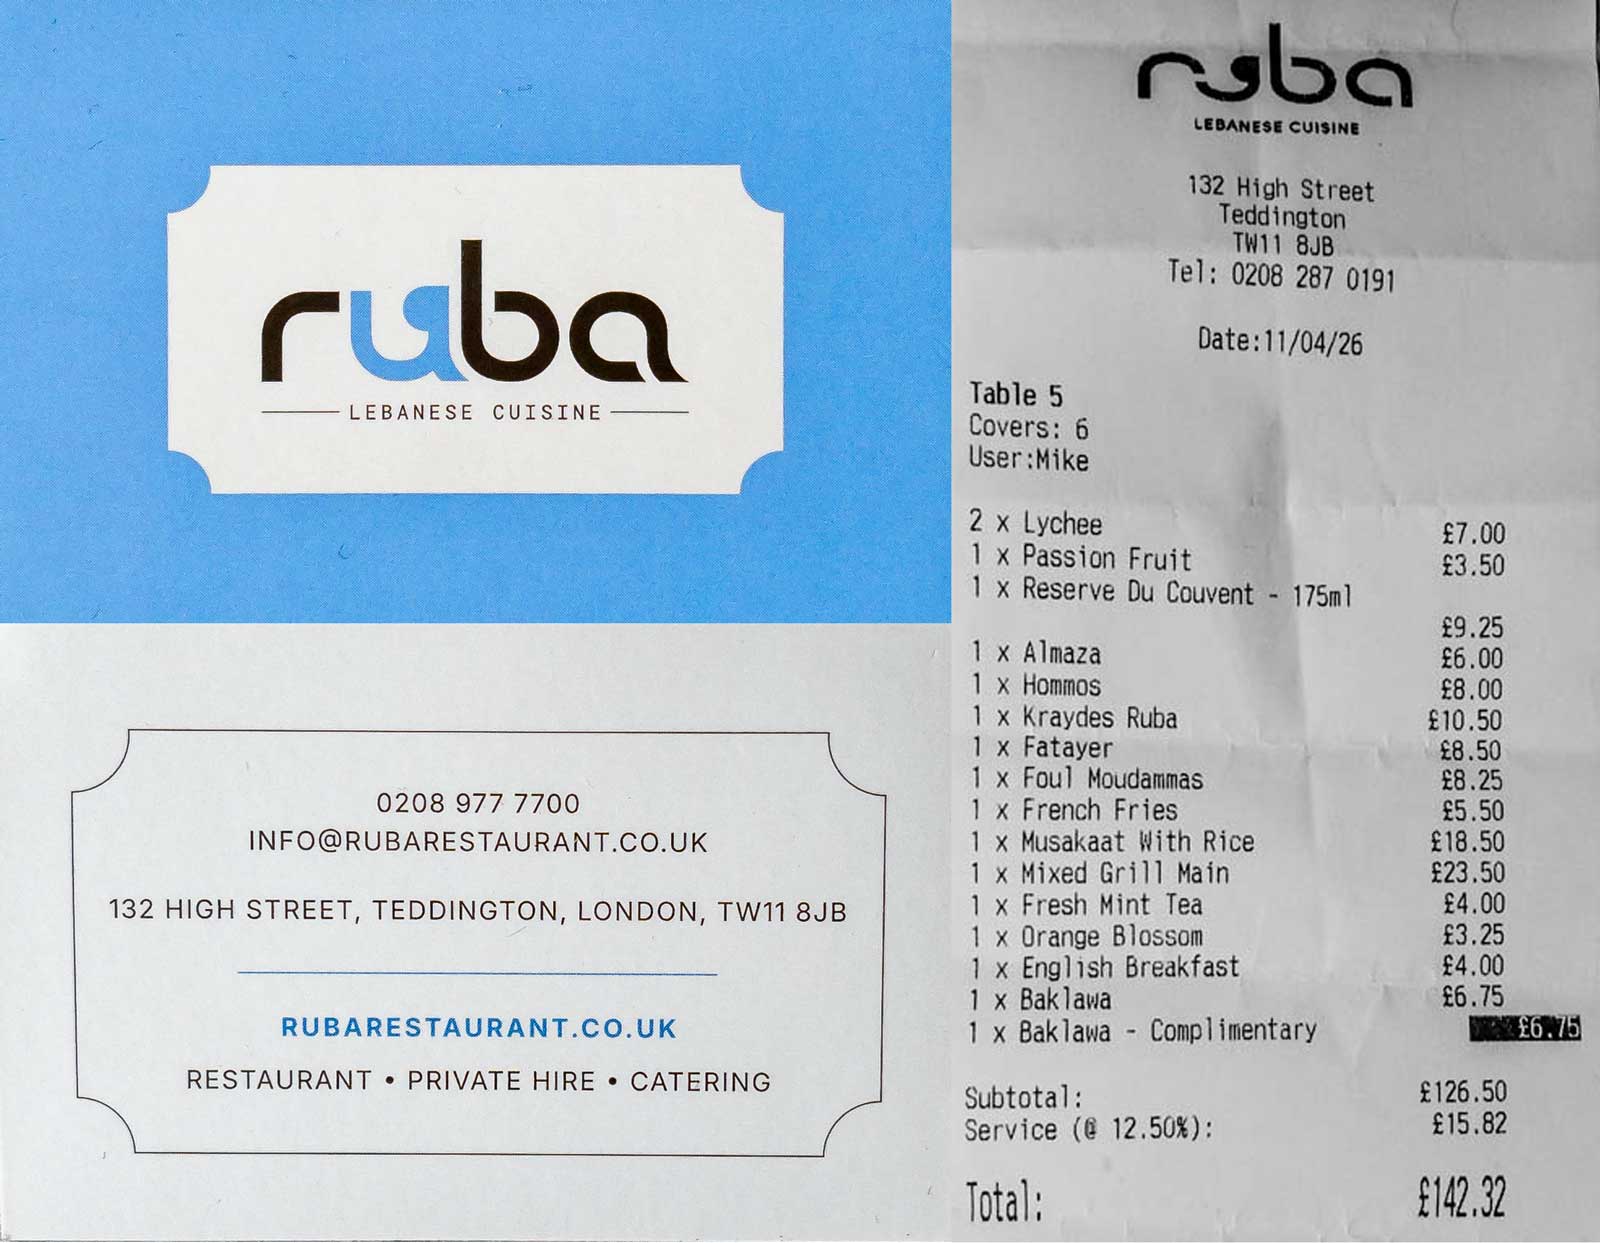 ruba
LEBANESE CUISINE
0208 977 7700
INFO@RUBARESTAURANT.CO.UK
132 HIGH STREET, TEDDINGTON, LONDON, TW11 8JB
RUBARESTAURANT.CO.UK
RESTAURANT • PRIVATE HIRE • CATERING
ruba
LEBANESE CUISINE
132 High Street
Teddington
TW11 8JB
Tel: 0208 287 0191
Date:11/04/26
Table 5
Covers: 6
User:Mike
2 x Lychee £7.00
1 x Passion Fruit £3.50
1 x Reserve Du Couvent - 175ml
£9.25
1 x Almaza £6.00
1 x Hommos £8.00
1 x Kraydes Ruba £10.50
1 x Fatayer £8.50
1 x Foul Moudammas £8.25
1 x French Fries £5.50
1 x Musakaat With Rice £18.50
1 x Mixed Grill Main £23.50
1 x Fresh Mint Tea £4.00
1 x Orange Blossom £3.25
1 x English Breakfast £4.00
1 x Baklawa £6.75
1 x Baklawa - Complimentary £6.75
Subtotal: £126.50
Service (@ 12.50%): £15.82
Total: £142.32